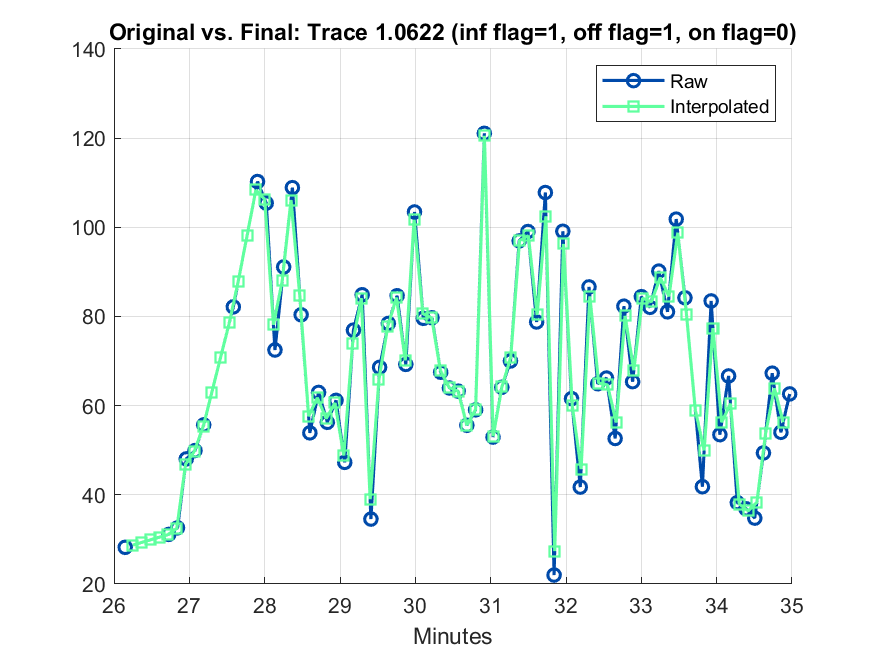 Original vs. Final: Trace 1.0622 (inf flag=1, off flag=1, on flag=0)
140
120
100
80
60
40
20
Raw
Interpolated
26 27 28 29 30 31 32 33 34 35
Minutes